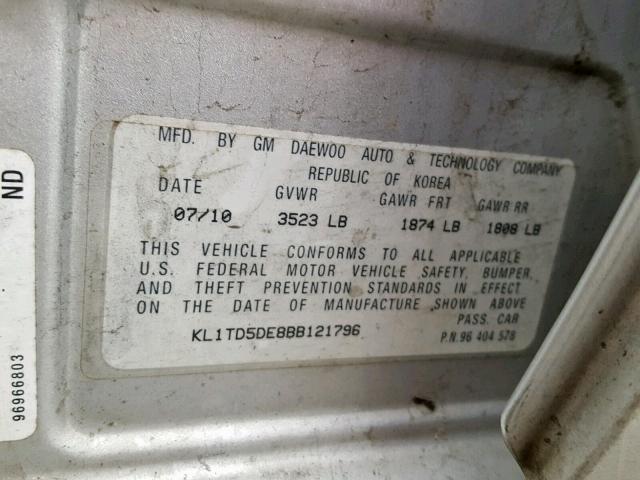 MFD. BY GM DAEWOO AUTO & TECHNOLOGY COMPANY
REPUBLIC OF KOREA
DATE GVWR GAWR FRT GAWR RR
07/10 3523 LB 1874 LB 1808 LB
THIS VEHICLE CONFORMS TO ALL APPLICABLE
U.S. FEDERAL MOTOR VEHICLE SAFETY, BUMPER,
AND THEFT PREVENTION STANDARDS IN EFFECT
ON THE DATE OF MANUFACTURE SHOWN ABOVE
PASS. CAR
KL1TD5DE8BB121796 P.N.96 404 578
ND
96966803